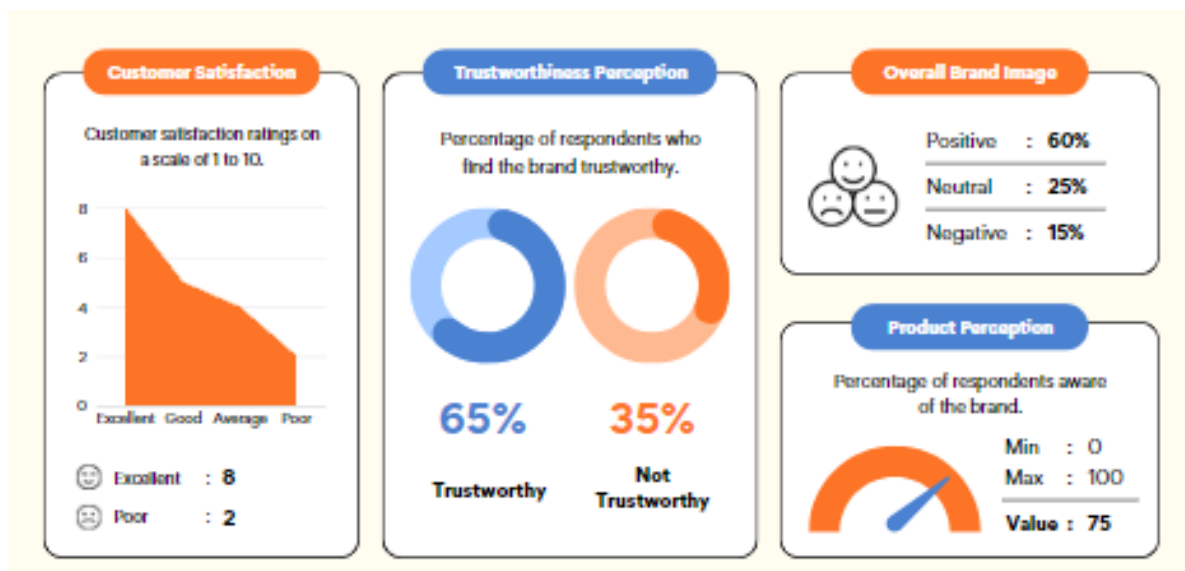 Customer Satisfaction
Customer satisfaction ratings on
a scale of 1 to 10.
8
6
4
2
0
Excellent Good Average Poor
Excellent : 8
Poor : 2
Trustworthiness Perception
Percentage of respondents who
find the brand trustworthy.
65%
Trustworthy
35%
Not
Trustworthy
Overall Brand Image
Positive : 60%
Neutral : 25%
Negative : 15%
Product Perception
Percentage of respondents aware
of the brand.
Min : 0
Max : 100
Value : 75